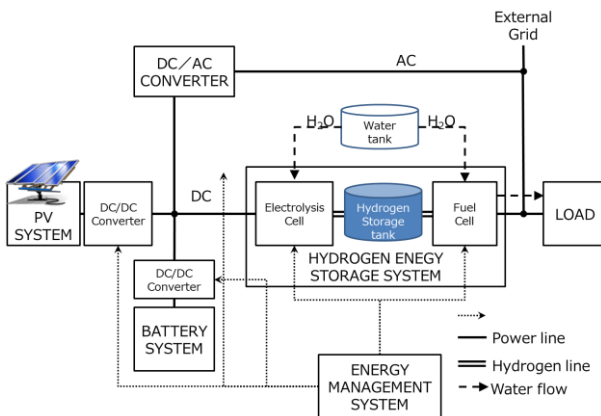 External
Grid
DC／AC
CONVERTER
AC
H₂O
Water
tank
H₂O
PV
SYSTEM
DC/DC
Converter
DC
Electrolysis
Cell
Hydrogen
Storage
tank
Fuel
Cell
LOAD
HYDROGEN ENEGY
STORAGE SYSTEM
DC/DC
Converter
BATTERY
SYSTEM
ENERGY
MANAGEMENT
SYSTEM
Power line
Hydrogen line
Water flow